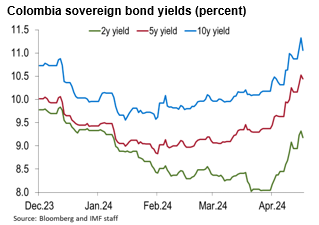 Colombia sovereign bond yields (percent)
2y yield 5y yield 10y yield
11.5
11.0
10.5
10.0
9.5
9.0
8.5
8.0
Dec.23 Jan.24 Feb.24 Mar.24 Apr.24
Source: Bloomberg and IMF staff